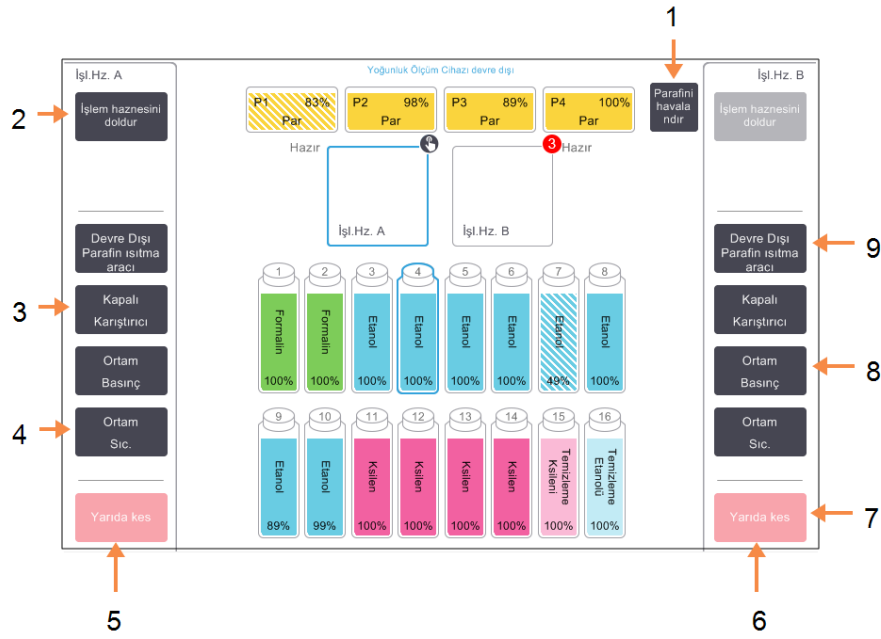 1
İşl.Hz. A
Yoğunluk Ölçüm Cihazı devre dışı
İşl.Hz. B
2
İşlem haznesini
doldur
P1 83%
Par
P2 98%
Par
P3 89%
Par
P4 100%
Par
Parafini
havala
ndır
İşlem haznesini
doldur
Hazır
3
Hazır
İşl.Hz. A
İşl.Hz. B
Devre Dışı
Parafin ısıtma
aracı
Devre Dışı
Parafin ısıtma
aracı
9
3
Kapalı
Karıştırıcı
Kapalı
Karıştırıcı
1
Formalin
100%
2
Formalin
100%
3
Etanol
100%
4
Etanol
100%
5
Etanol
100%
6
Etanol
100%
7
Etanol
49%
8
Etanol
100%
Ortam
Basınç
Ortam
Basınç
8
4
Ortam
Sıc.
Ortam
Sıc.
9
Etanol
89%
10
Etanol
99%
11
Ksilen
100%
12
Ksilen
100%
13
Ksilen
100%
14
Ksilen
100%
15
Temizleme
Ksileni
100%
16
Temizleme
Etanolü
100%
Yarıda kes
Yarıda kes
7
5
6